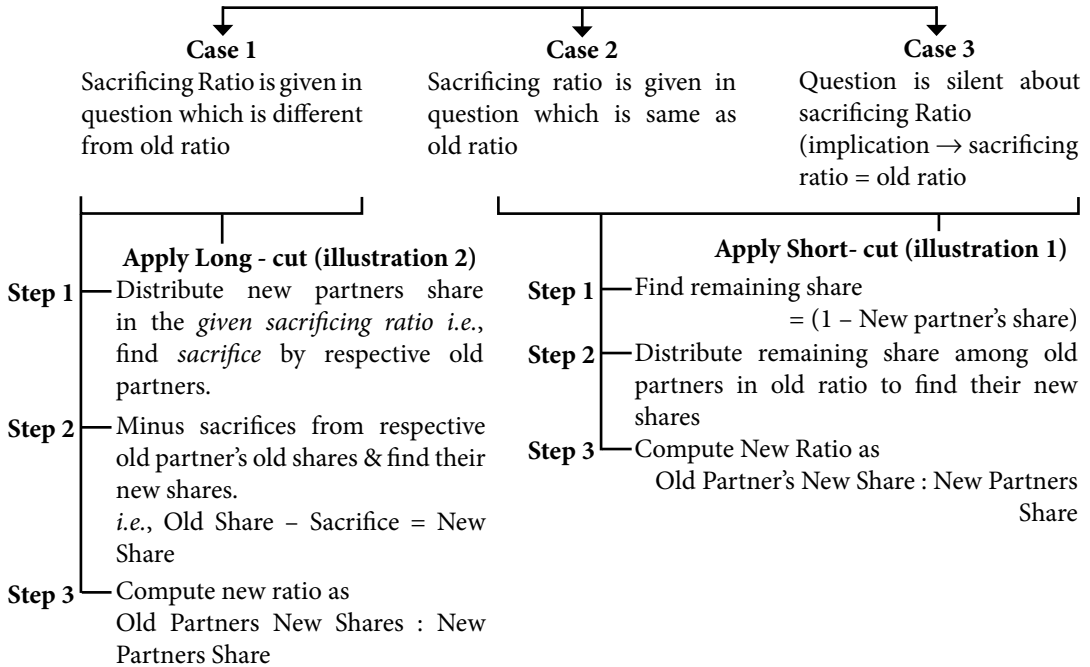 Case 1
Sacrificing Ratio is given in
question which is different
from old ratio
Case 2
Sacrificing ratio is given in
question which is same as
old ratio
Case 3
Question is silent about
sacrificing Ratio
(implication → sacrificing
ratio = old ratio
Apply Long - cut (illustration 2)
Step 1 Distribute new partners share
in the given sacrificing ratio i.e.,
find sacrifice by respective old
partners.
Step 2 Minus sacrifices from respective
old partner's old shares & find their
new shares.
i.e., Old Share – Sacrifice = New
Share
Step 3 Compute new ratio as
Old Partners New Shares : New
Partners Share
Apply Short- cut (illustration 1)
Step 1 Find remaining share
= (1 – New partner's share)
Step 2 Distribute remaining share among old
partners in old ratio to find their new
shares
Step 3 Compute New Ratio as
Old Partner's New Share : New Partners
Share